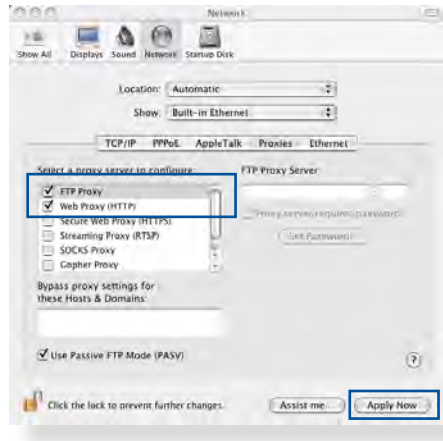 Network
Show All Displays Sound Network Startup Disk
Location: Automatic
Show: Built-in Ethernet
TCP/IP PPPoE AppleTalk Proxies Ethernet
Select a proxy server to configure: FTP Proxy Server
FTP Proxy
Web Proxy (HTTP)
Secure Web Proxy (HTTPS) Proxy server requires password
Streaming Proxy (RTSP) Set Password
SOCKS Proxy
Gopher Proxy
Bypass proxy settings for
these Hosts & Domains:
Use Passive FTP Mode (PASV) ?
Click the lock to prevent further changes. Assist me... Apply Now